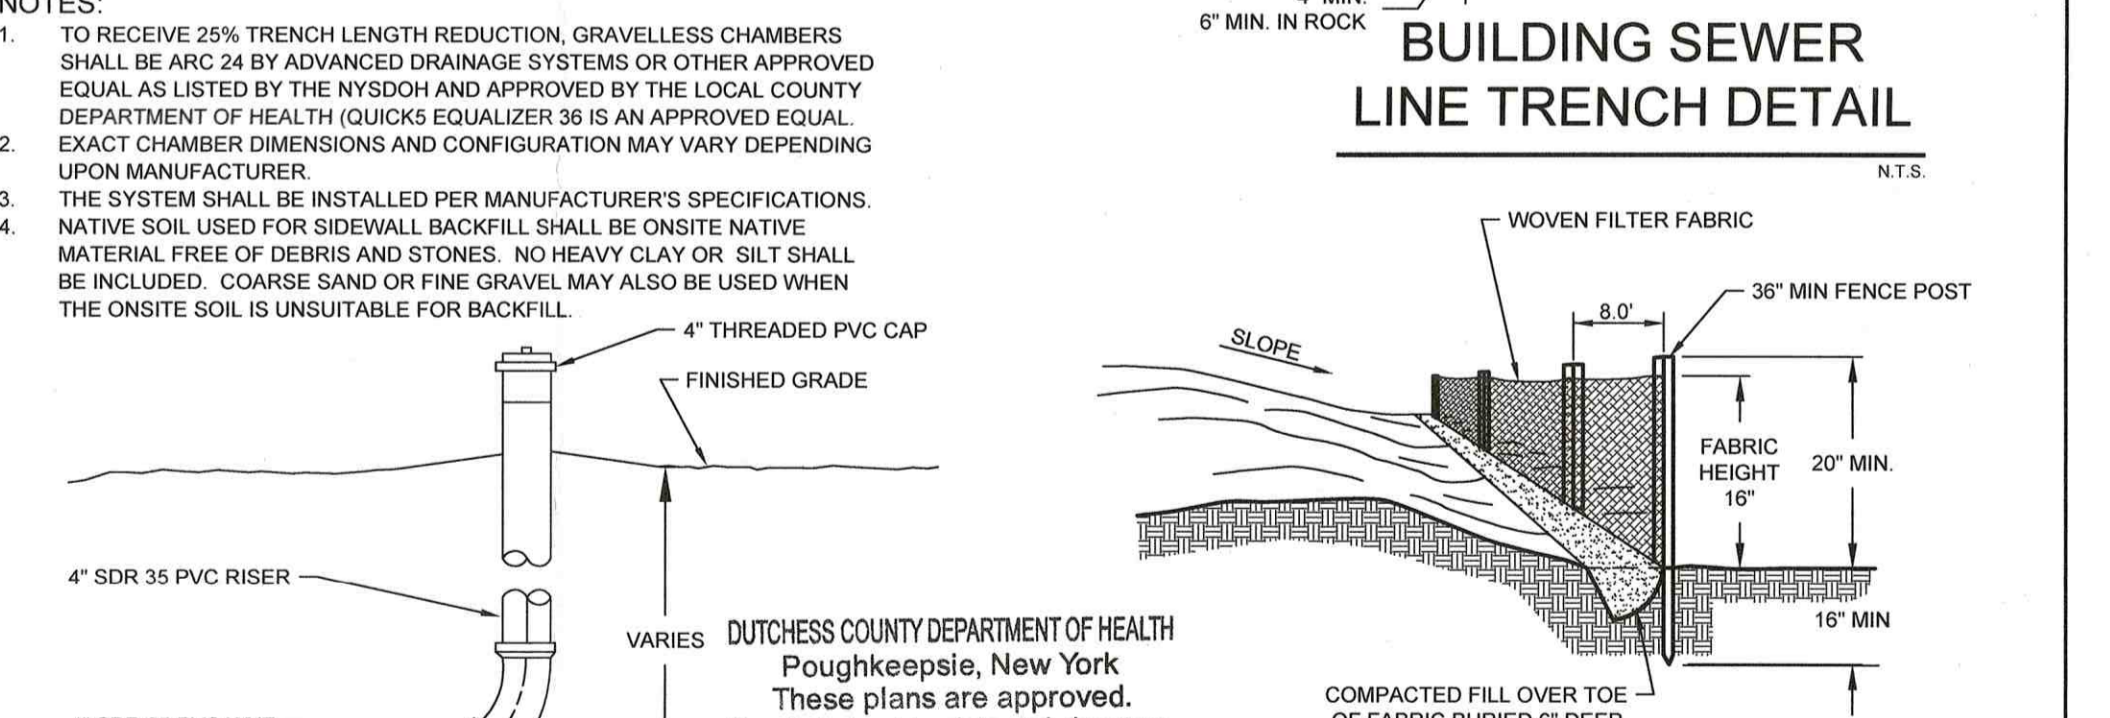 NOTES:
1. TO RECEIVE 25% TRENCH LENGTH REDUCTION, GRAVELLESS CHAMBERS
SHALL BE ARC 24 BY ADVANCED DRAINAGE SYSTEMS OR OTHER APPROVED
EQUAL AS LISTED BY THE NYSDOH AND APPROVED BY THE LOCAL COUNTY
DEPARTMENT OF HEALTH (QUICK5 EQUALIZER 36 IS AN APPROVED EQUAL.
2. EXACT CHAMBER DIMENSIONS AND CONFIGURATION MAY VARY DEPENDING
UPON MANUFACTURER.
3. THE SYSTEM SHALL BE INSTALLED PER MANUFACTURER'S SPECIFICATIONS.
4. NATIVE SOIL USED FOR SIDEWALL BACKFILL SHALL BE ONSITE NATIVE
MATERIAL FREE OF DEBRIS AND STONES. NO HEAVY CLAY OR SILT SHALL
BE INCLUDED. COARSE SAND OR FINE GRAVEL MAY ALSO BE USED WHEN
THE ONSITE SOIL IS UNSUITABLE FOR BACKFILL.
4" THREADED PVC CAP
FINISHED GRADE
4" SDR 35 PVC RISER
VARIES
DUTCHESS COUNTY DEPARTMENT OF HEALTH
Poughkeepsie, New York
These plans are approved.
MIN.
6" MIN. IN ROCK
BUILDING SEWER
LINE TRENCH DETAIL
N.T.S.
WOVEN FILTER FABRIC
36" MIN FENCE POST
8.0'
SLOPE
FABRIC
HEIGHT
16"
20" MIN.
16" MIN
COMPACTED FILL OVER TOE
OF FABRIC BURIED 6" DEEP